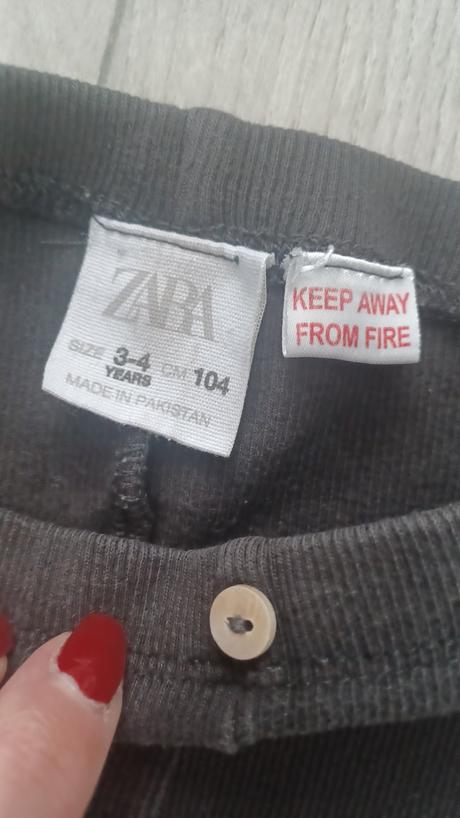 ZARA
SIZE 3-4 YEARS CM 104
MADE IN PAKISTAN
KEEP AWAY
FROM FIRE